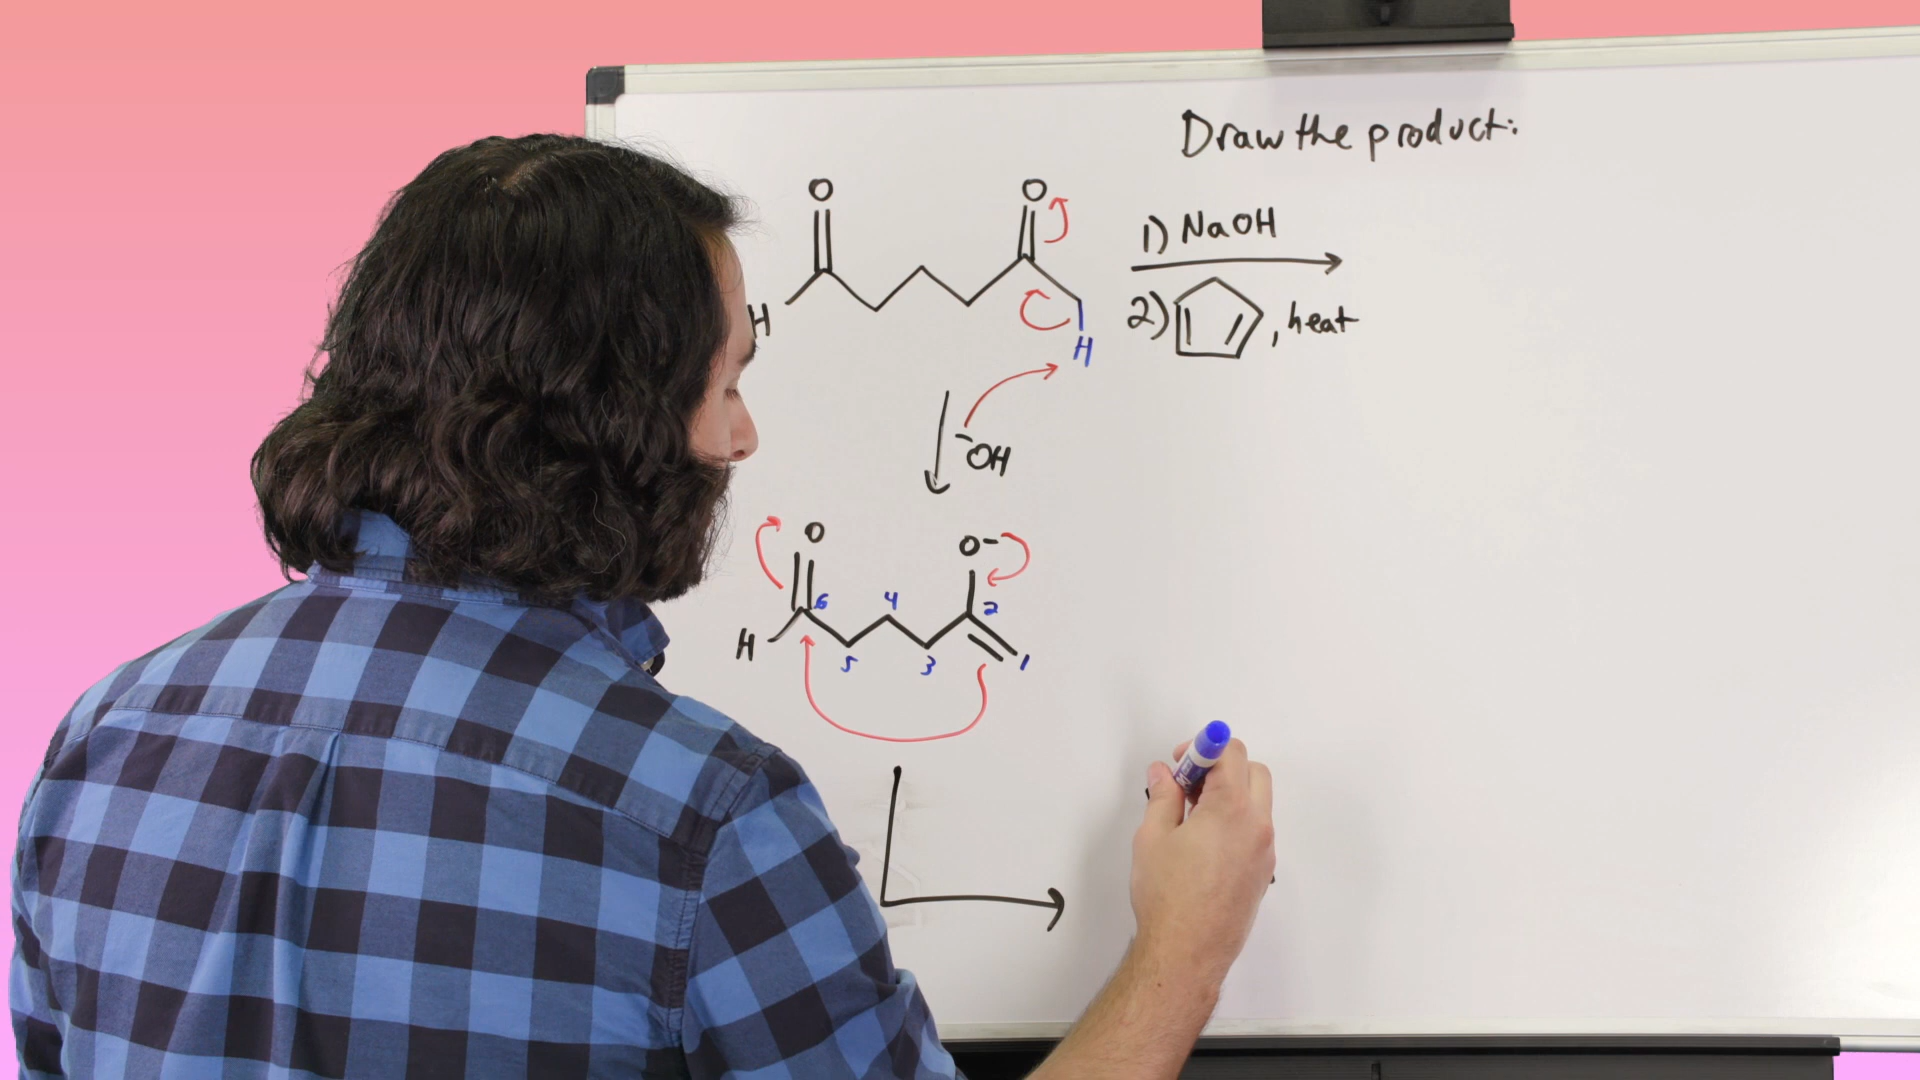 Draw the product:
O O
1) NaOH
H
H
2) , heat
-OH
O O-
6 4 2
H
5 3 1